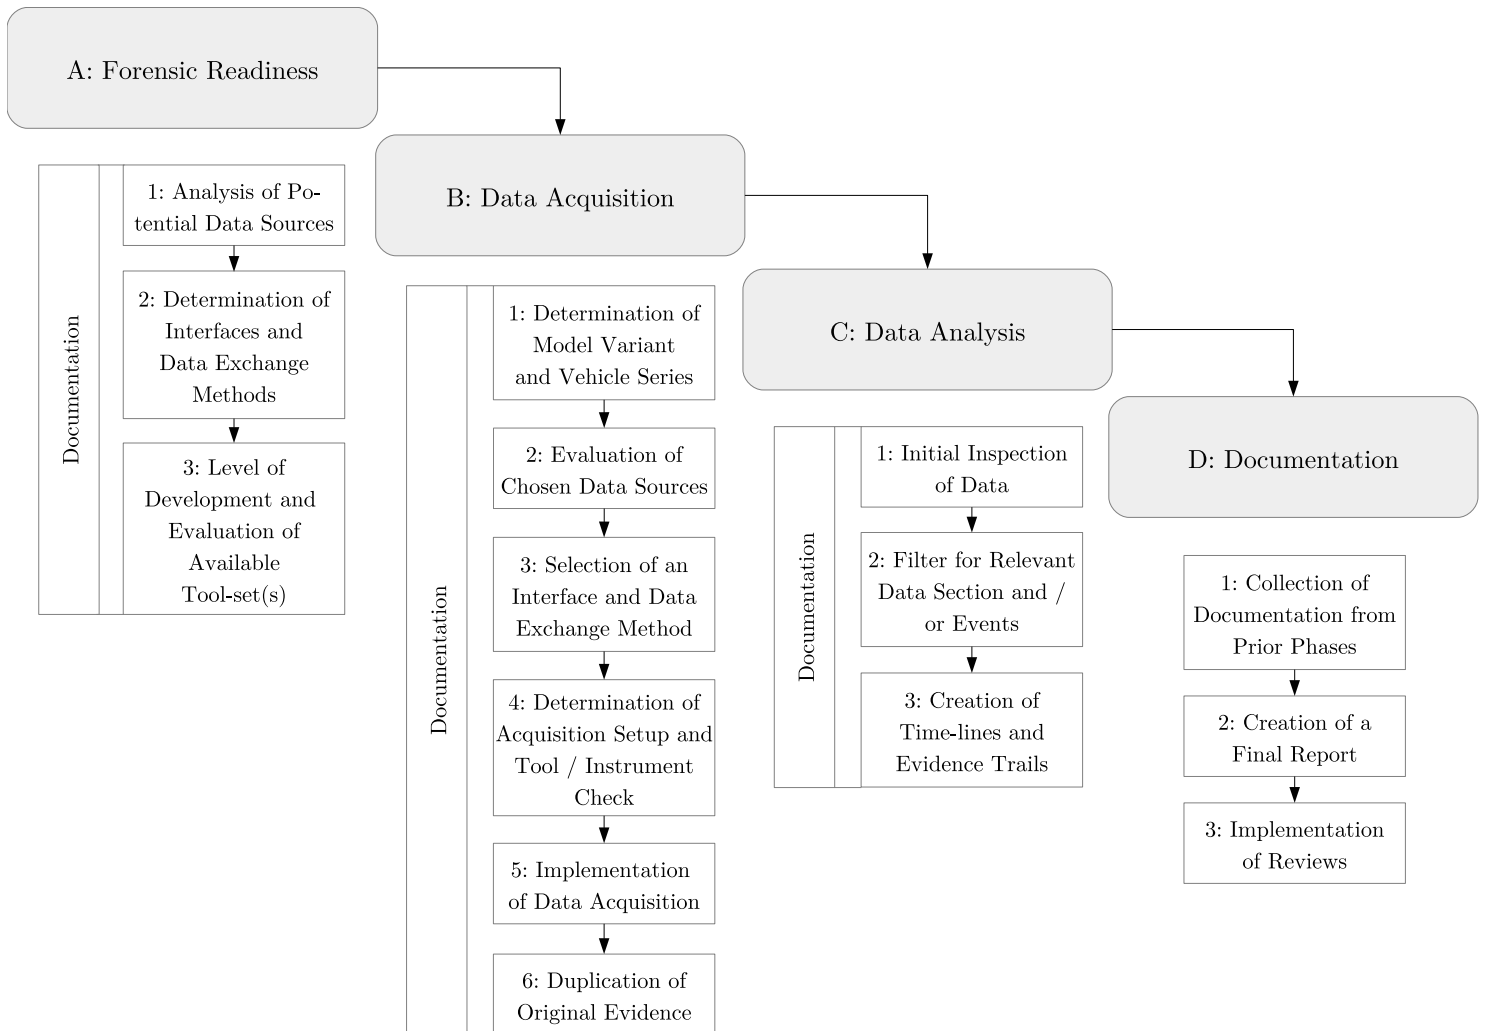 A: Forensic Readiness
Documentation
1: Analysis of Po-
tential Data Sources
2: Determination of
Interfaces and
Data Exchange
Methods
3: Level of
Development and
Evaluation of
Available
Tool-set(s)
B: Data Acquisition
Documentation
1: Determination of
Model Variant
and Vehicle Series
2: Evaluation of
Chosen Data Sources
3: Selection of an
Interface and Data
Exchange Method
4: Determination of
Acquisition Setup and
Tool / Instrument
Check
5: Implementation
of Data Acquisition
6: Duplication of
Original Evidence
C: Data Analysis
Documentation
1: Initial Inspection
of Data
2: Filter for Relevant
Data Section and /
or Events
3: Creation of
Time-lines and
Evidence Trails
D: Documentation
1: Collection of
Documentation from
Prior Phases
2: Creation of a
Final Report
3: Implementation
of Reviews